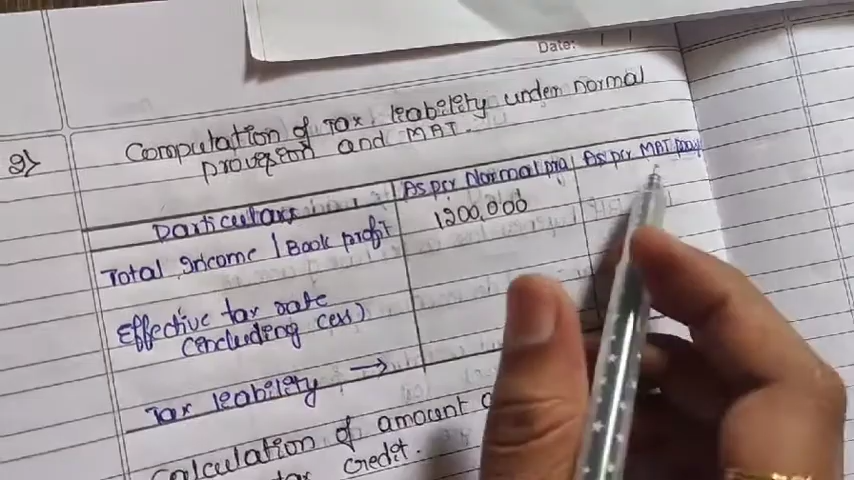 Date: / /
2) Computation of Tax liability under normal
provision and MAT.
Particulars As per Normal pro As per MAT
Total Income / Book profit 1200,000
Effective tax rate
(including cess)
Tax liability →
Calculation of amount
credit.